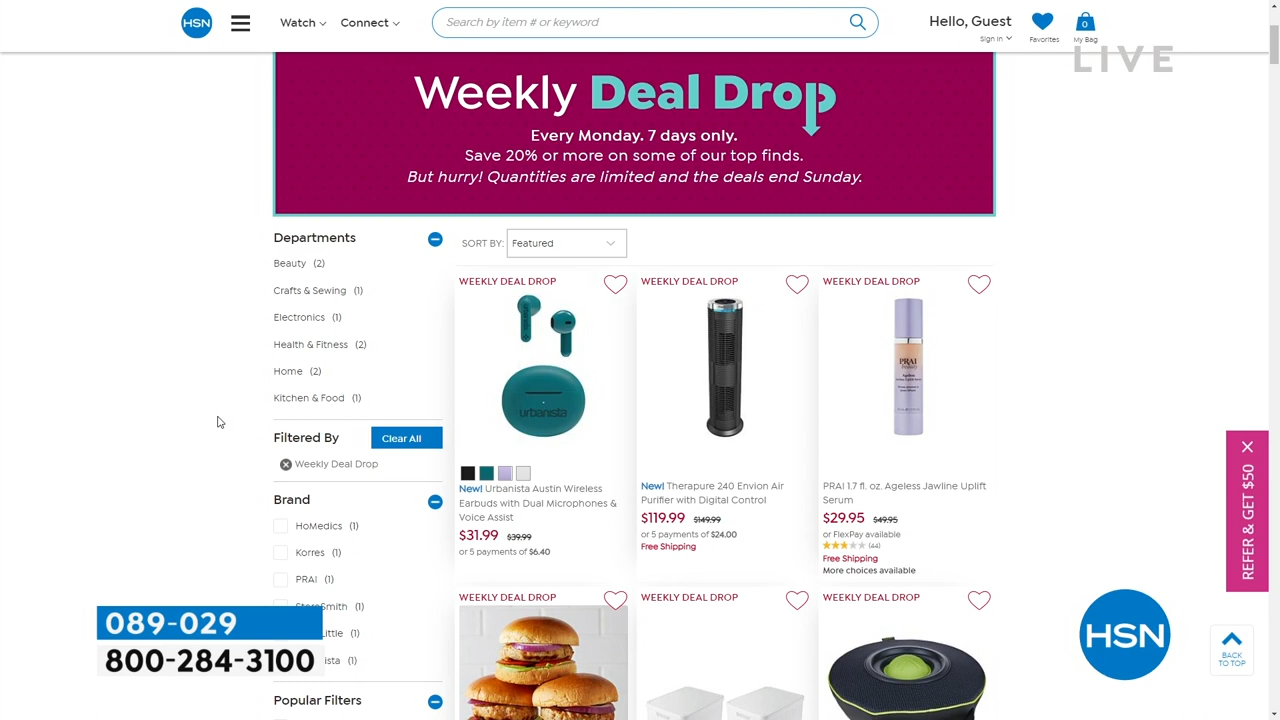 HSN
Watch
Connect
Search by item # or keyword
Hello, Guest
Sign In
Favorites
0
My Bag
LIVE
Weekly Deal Drop
Every Monday. 7 days only.
Save 20% or more on some of our top finds.
But hurry! Quantities are limited and the deals end Sunday.
Departments
Beauty (2)
Crafts & Sewing (1)
Electronics (1)
Health & Fitness (2)
Home (2)
Kitchen & Food (1)
Filtered By
Clear All
Weekly Deal Drop
Brand
HoMedics (1)
Korres (1)
PRAI (1)
(1)
(1)
(1)
Popular Filters
SORT BY: Featured
WEEKLY DEAL DROP
urbanista
New! Urbanista Austin Wireless
Earbuds with Dual Microphones &
Voice Assist
$31.99 $39.99
or 5 payments of $6.40
WEEKLY DEAL DROP
New! Therapure 240 Envion Air
Purifier with Digital Control
$119.99 $149.99
or 5 payments of $24.00
Free Shipping
WEEKLY DEAL DROP
PRAI
beauty
Ageless
PRAI 1.7 fl. oz. Ageless Jawline Uplift
Serum
$29.95 $49.95
or FlexPay available
(44)
Free Shipping
More choices available
WEEKLY DEAL DROP
WEEKLY DEAL DROP
WEEKLY DEAL DROP
089-029
800-284-3100
REFER & GET $50
HSN
BACK
TO TOP